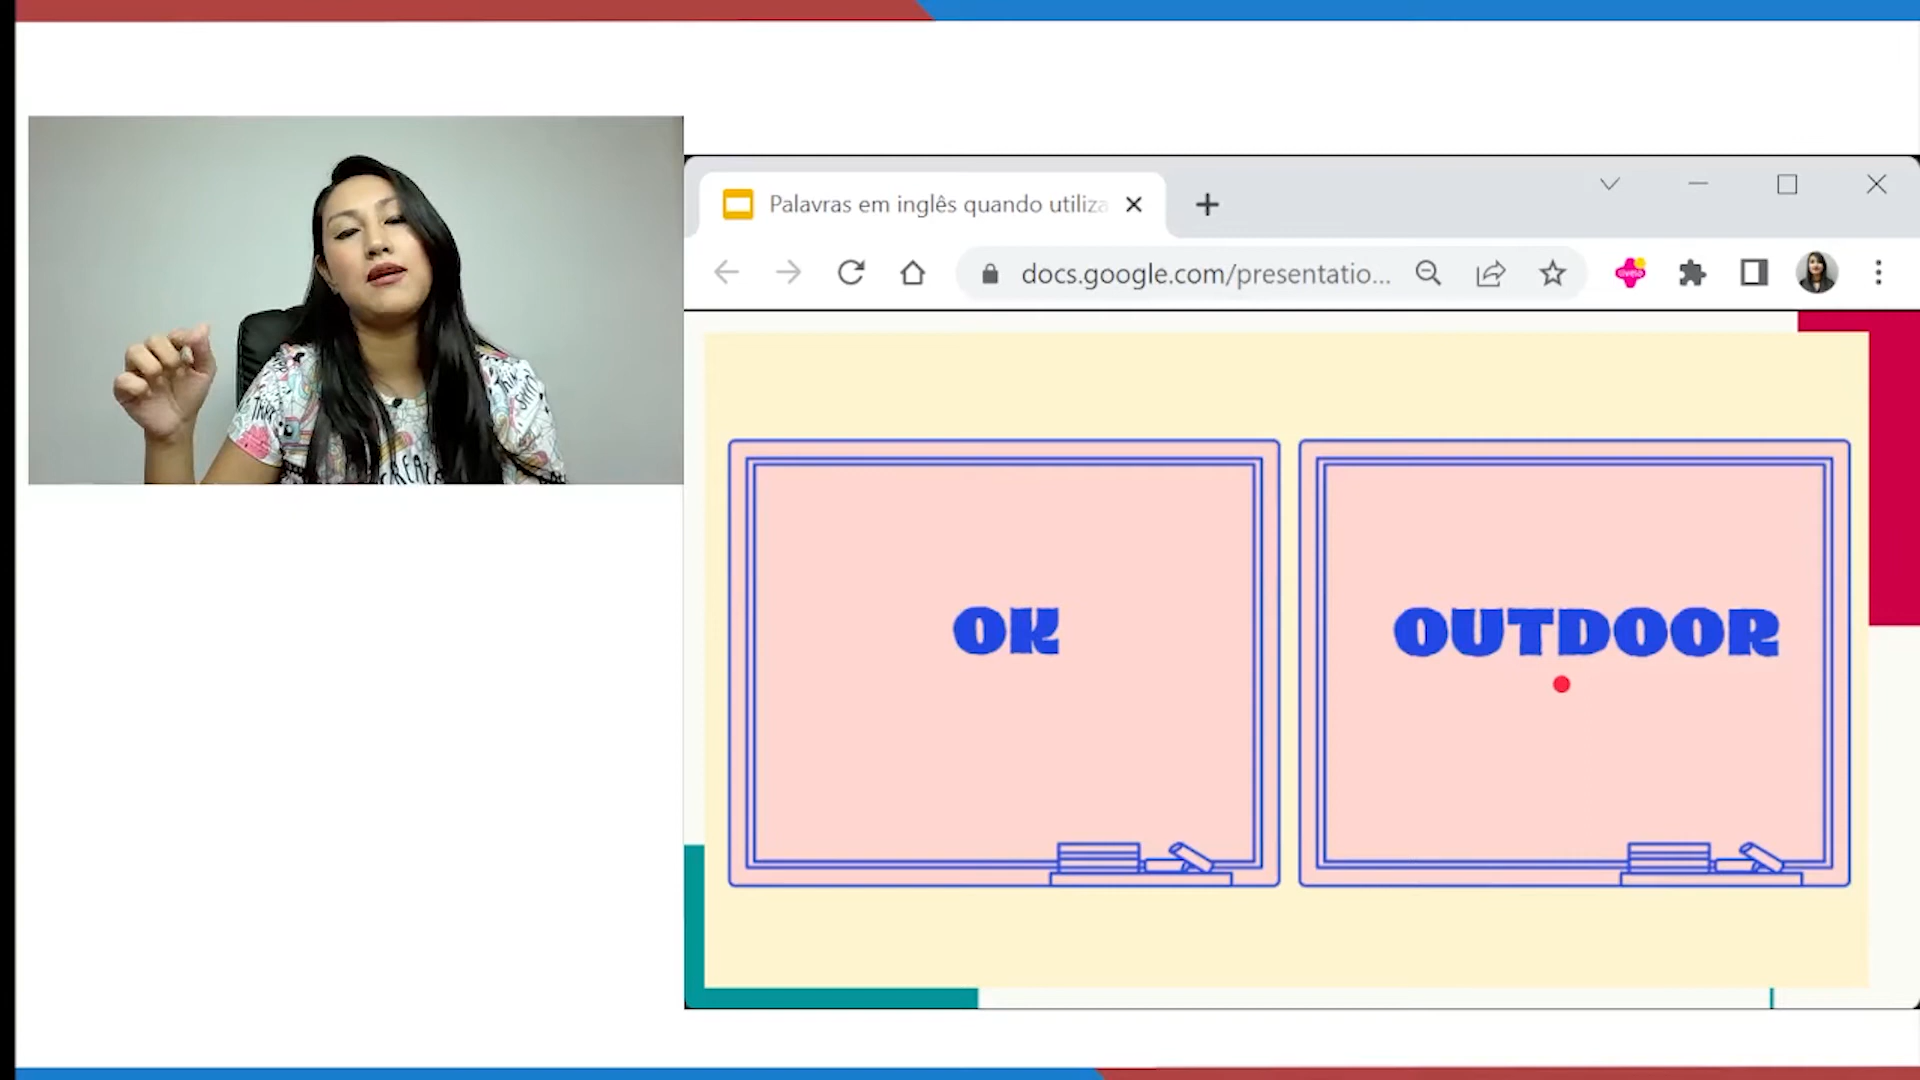 Palavras em inglês quando utiliza
docs.google.com/presentatio...
OK
OUTDOOR